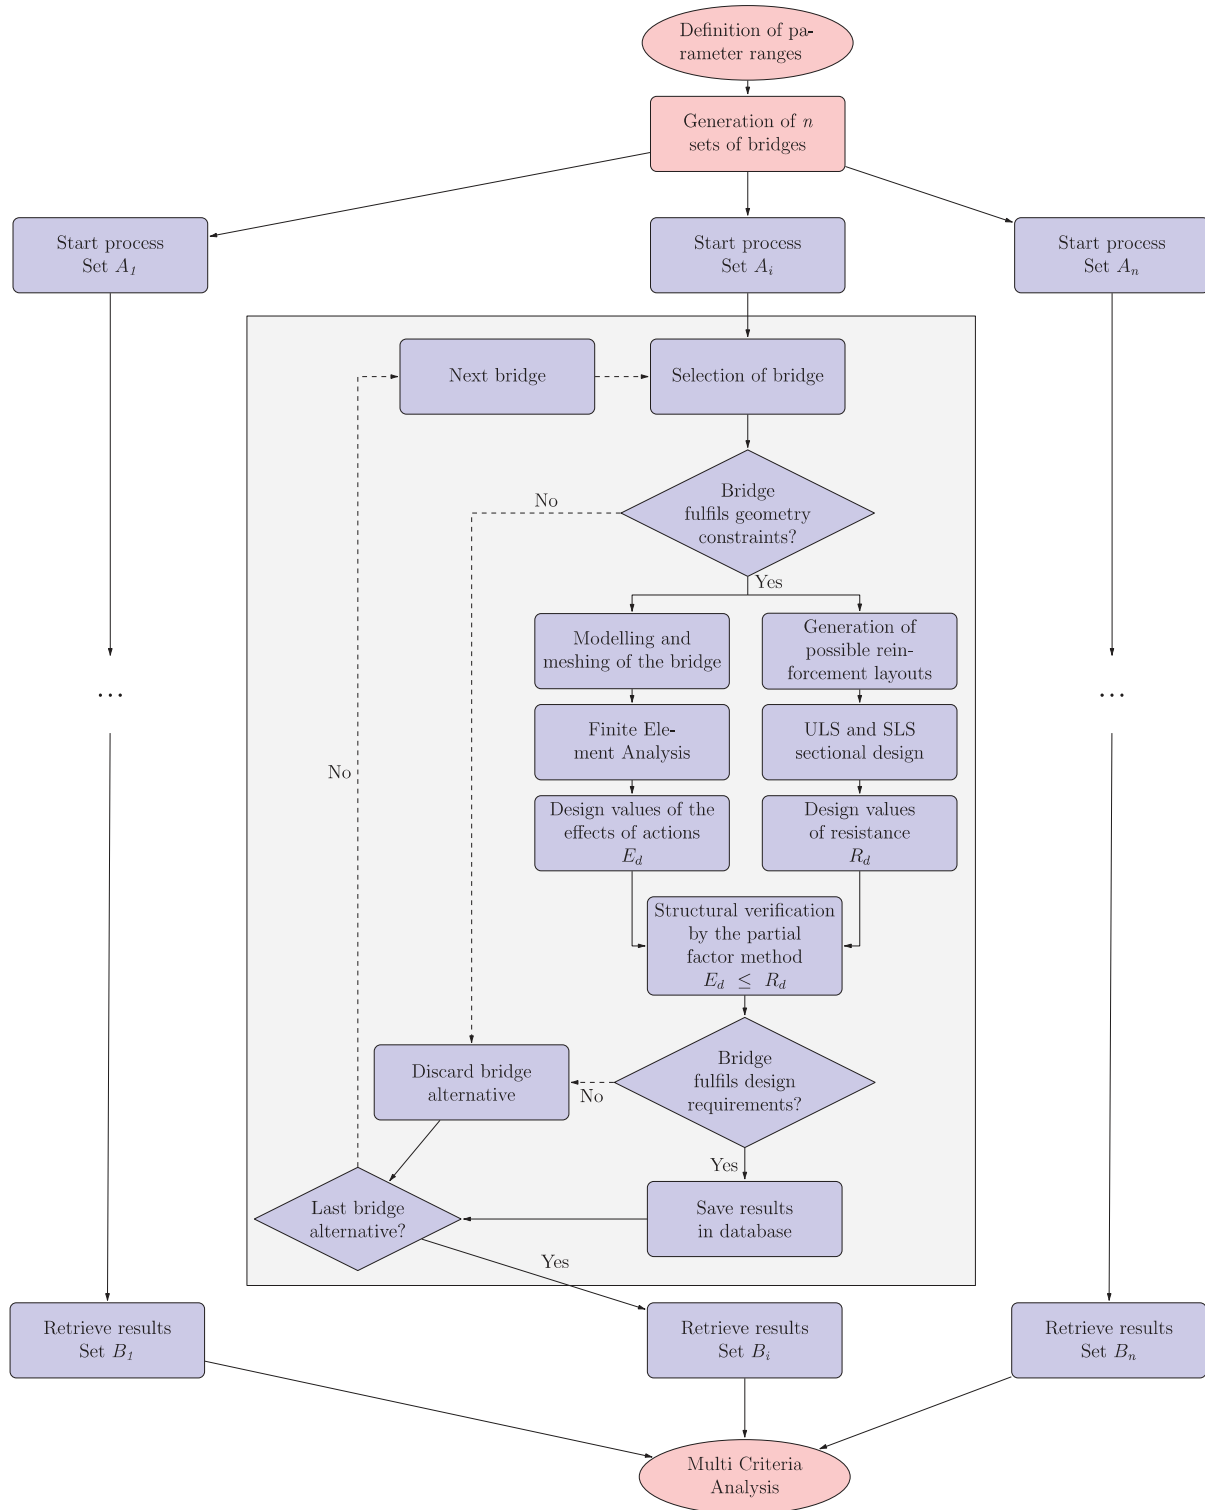 Definition of pa-
rameter ranges
Generation of n
sets of bridges
Start process
Set A1
Start process
Set Ai
Start process
Set An
Next bridge
Selection of bridge
Bridge
fulfils geometry
constraints?
No
Yes
Modelling and
meshing of the bridge
Generation of
possible rein-
forcement layouts
...
...
Finite Ele-
ment Analysis
ULS and SLS
sectional design
No
Design values of the
effects of actions
Ed
Design values
of resistance
Rd
Structural verification
by the partial
factor method
Ed ≤ Rd
Discard bridge
alternative
No
Bridge
fulfils design
requirements?
Yes
Last bridge
alternative?
Save results
in database
Yes
Retrieve results
Set B1
Retrieve results
Set Bi
Retrieve results
Set Bn
Multi Criteria
Analysis